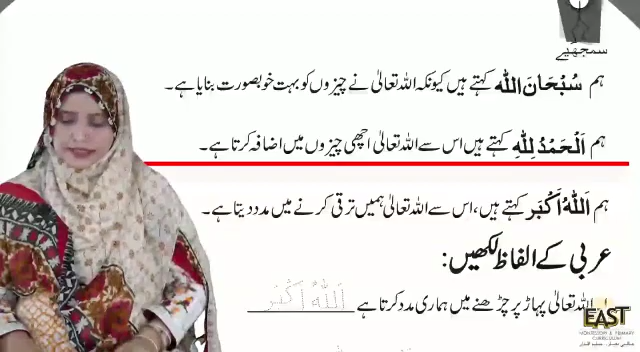 سمجھیے
ہم سُبْحَانَ اللّٰه کہتے ہیں کیونکہ اللہ تعالیٰ نے چیزوں کو بہت خوبصورت بنایا ہے۔
ہم اَلْحَمْدُ لِلّٰهِ کہتے ہیں اس سے اللہ تعالیٰ اچھی چیزوں میں اضافہ کرتا ہے۔
ہم اَللّٰهُ اَكْبَر کہتے ہیں، اس سے اللہ تعالیٰ ہمیں ترقی کرنے میں مدد دیتا ہے۔
عربی کے الفاظ لکھیں:
اللہ تعالیٰ پہاڑ پر چڑھنے میں ہماری مدد کرتا ہے اَللّٰهُ اَكْبَر
EAST
MONTESSORI & PRIMARY
CURRICULUM